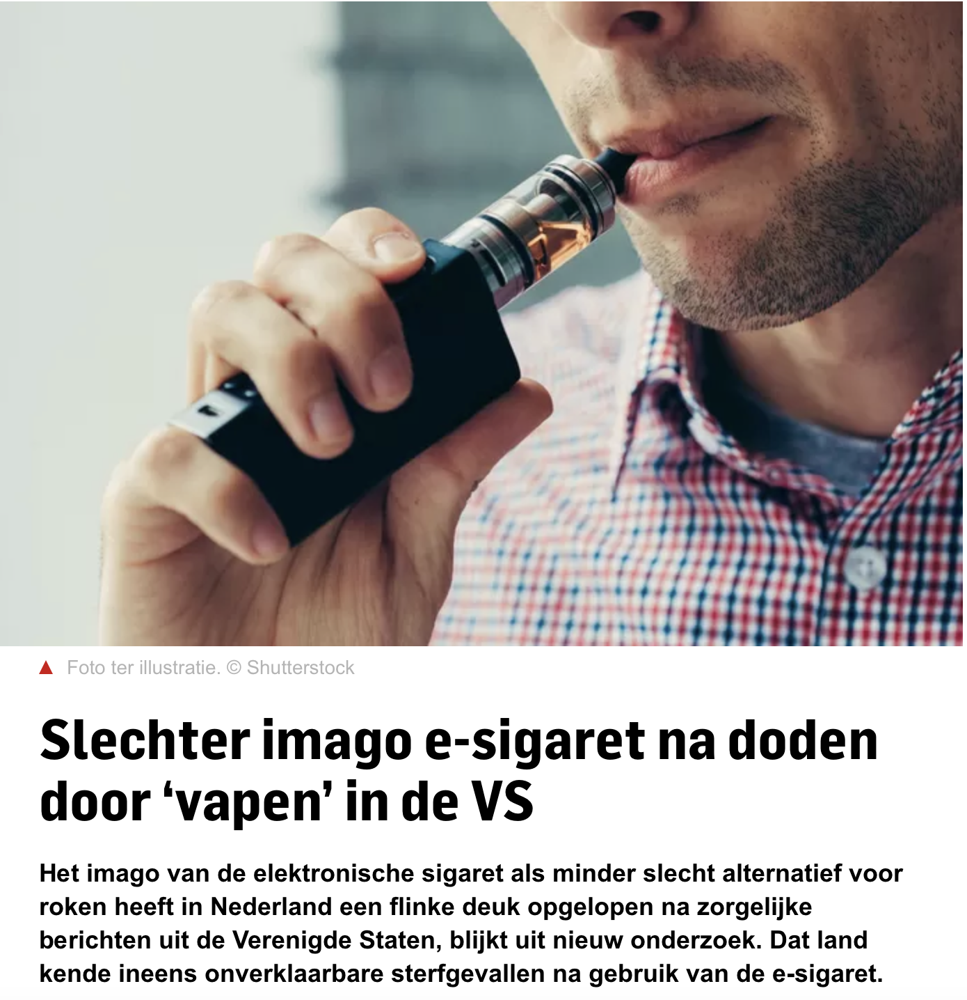 Foto ter illustratie. © Shutterstock
Slechter imago e-sigaret na doden
door ‘vapen’ in de VS
Het imago van de elektronische sigaret als minder slecht alternatief voor
roken heeft in Nederland een flinke deuk opgelopen na zorgelijke
berichten uit de Verenigde Staten, blijkt uit nieuw onderzoek. Dat land
kende ineens onverklaarbare sterfgevallen na gebruik van de e-sigaret.